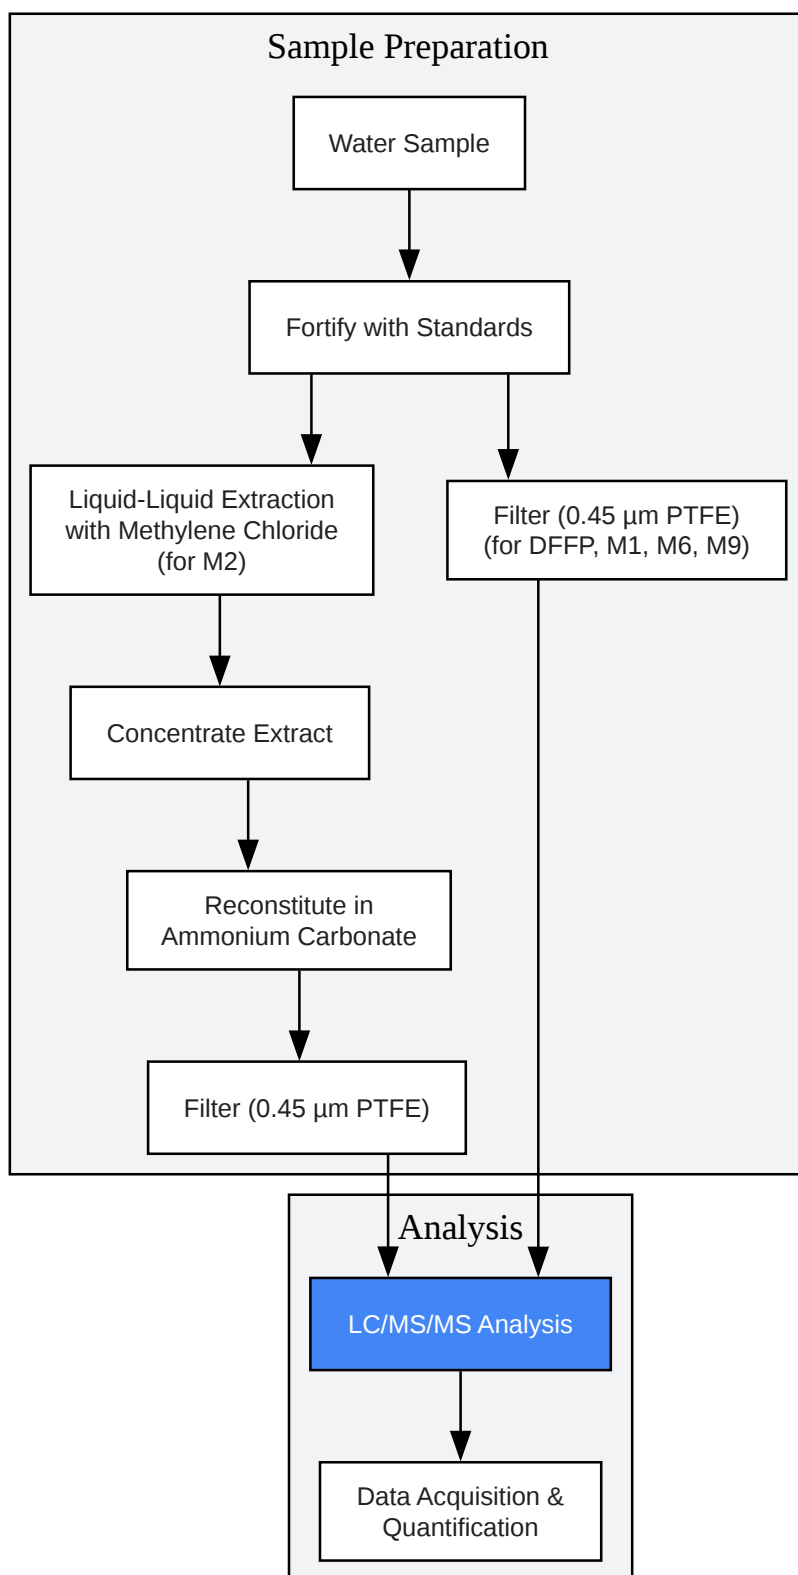 Sample Preparation
Water Sample
Fortify with Standards
Liquid-Liquid Extraction
with Methylene Chloride
(for M2)
Filter (0.45 µm PTFE)
(for DFFP, M1, M6, M9)
Concentrate Extract
Reconstitute in
Ammonium Carbonate
Filter (0.45 µm PTFE)
Analysis
LC/MS/MS Analysis
Data Acquisition &
Quantification